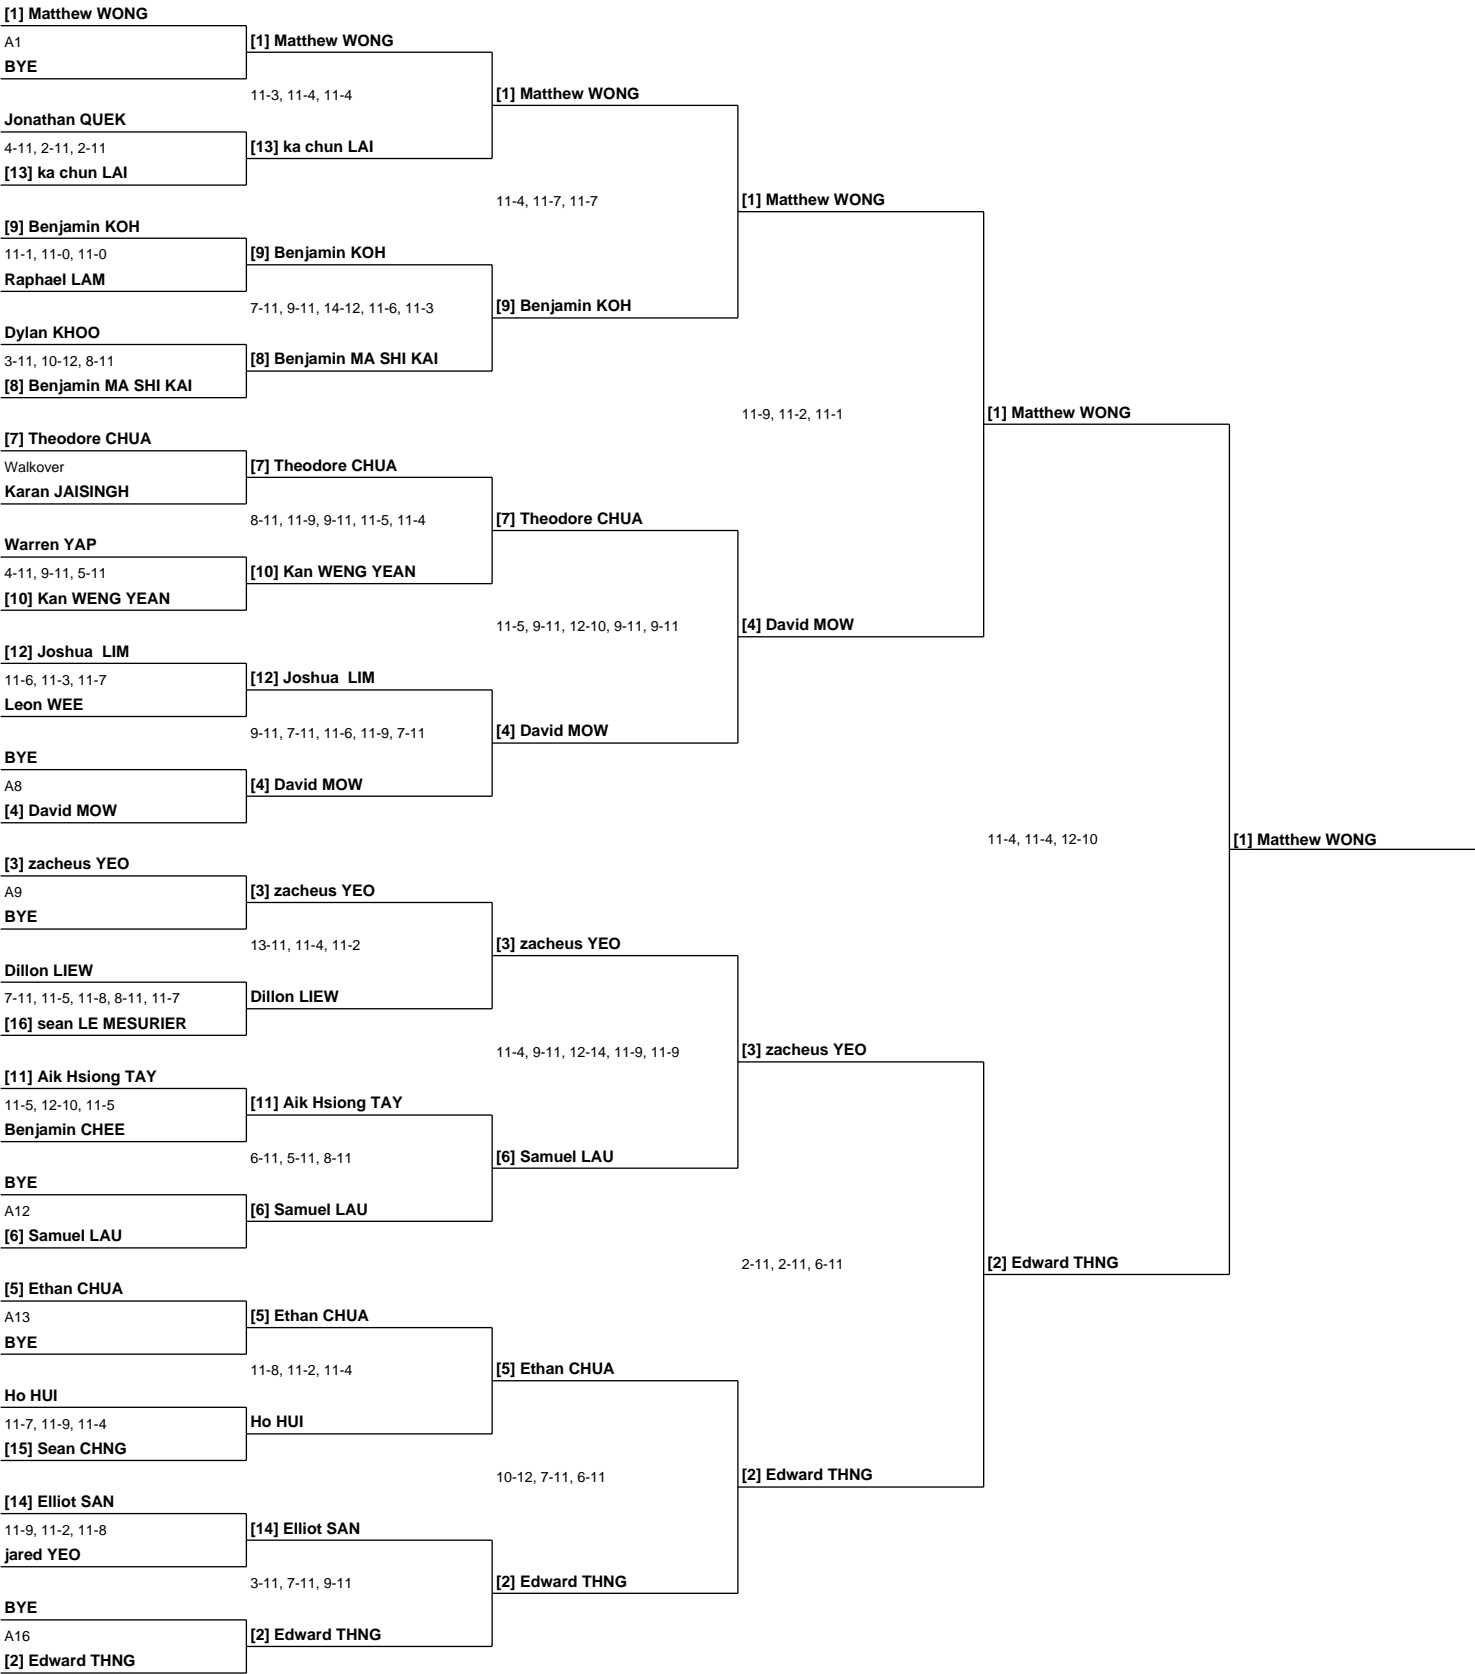 [1] Matthew WONG
A1
BYE
Jonathan QUEK
4-11, 2-11, 2-11
[13] ka chun LAI
[9] Benjamin KOH
11-1, 11-0, 11-0
Raphael LAM
Dylan KHOO
3-11, 10-12, 8-11
[8] Benjamin MA SHI KAI
[7] Theodore CHUA
Walkover
Karan JAISINGH
Warren YAP
4-11, 9-11, 5-11
[10] Kan WENG YEAN
[12] Joshua  LIM
11-6, 11-3, 11-7
Leon WEE
BYE
A8
[4] David MOW
[3] zacheus YEO
A9
BYE
Dillon LIEW
7-11, 11-5, 11-8, 8-11, 11-7
[16] sean LE MESURIER
[11] Aik Hsiong TAY
11-5, 12-10, 11-5
Benjamin CHEE
BYE
A12
[6] Samuel LAU
[5] Ethan CHUA
A13
BYE
Ho HUI
11-7, 11-9, 11-4
[15] Sean CHNG
[14] Elliot SAN
11-9, 11-2, 11-8
jared YEO
BYE
A16
[2] Edward THNG
[1] Matthew WONG
11-3, 11-4, 11-4
[13] ka chun LAI
[9] Benjamin KOH
7-11, 9-11, 14-12, 11-6, 11-3
[8] Benjamin MA SHI KAI
[7] Theodore CHUA
8-11, 11-9, 9-11, 11-5, 11-4
[10] Kan WENG YEAN
[12] Joshua  LIM
9-11, 7-11, 11-6, 11-9, 7-11
[4] David MOW
[3] zacheus YEO
13-11, 11-4, 11-2
Dillon LIEW
[11] Aik Hsiong TAY
6-11, 5-11, 8-11
[6] Samuel LAU
[5] Ethan CHUA
11-8, 11-2, 11-4
Ho HUI
[14] Elliot SAN
3-11, 7-11, 9-11
[2] Edward THNG
[1] Matthew WONG
11-4, 11-7, 11-7
[9] Benjamin KOH
[7] Theodore CHUA
11-5, 9-11, 12-10, 9-11, 9-11
[4] David MOW
[3] zacheus YEO
11-4, 9-11, 12-14, 11-9, 11-9
[6] Samuel LAU
[5] Ethan CHUA
10-12, 7-11, 6-11
[2] Edward THNG
[1] Matthew WONG
11-9, 11-2, 11-1
[4] David MOW
[3] zacheus YEO
2-11, 2-11, 6-11
[2] Edward THNG
[1] Matthew WONG
11-4, 11-4, 12-10
[2] Edward THNG
[1] Matthew WONG